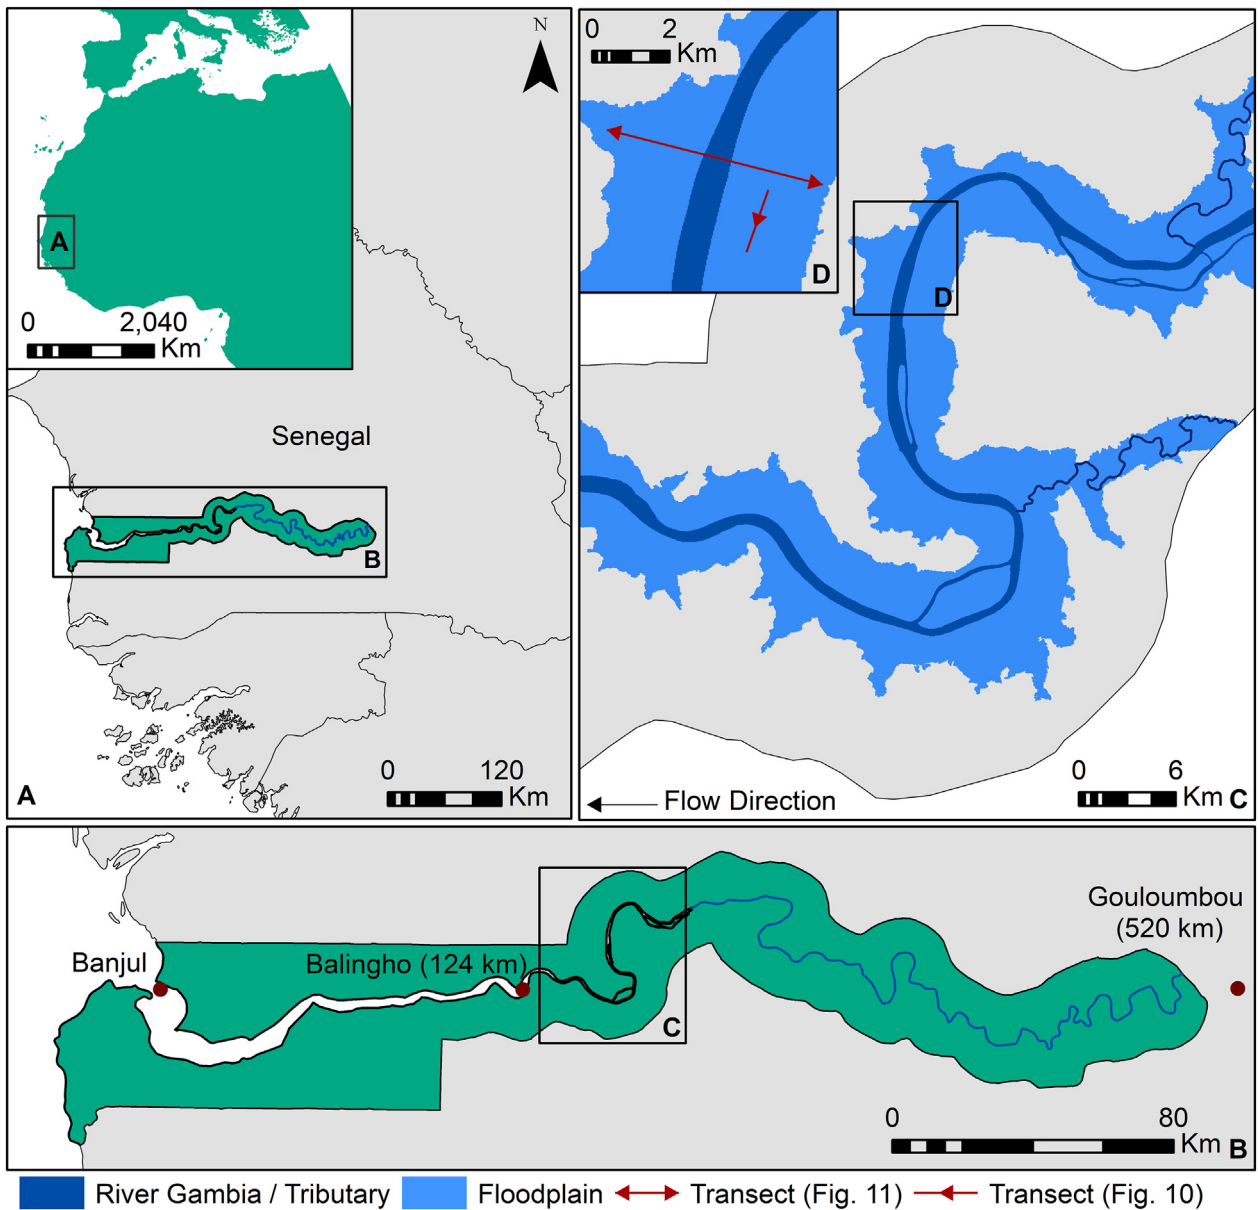 N
A
0 2,040
Km
Senegal
B
0 120
Km
A
0 2
Km
D
D
0 6
Km
Flow Direction
C
Banjul
Balingho (124 km)
C
Gouloumbou
(520 km)
0 80
Km
B
River Gambia / Tributary
Floodplain
Transect (Fig. 11)
Transect (Fig. 10)